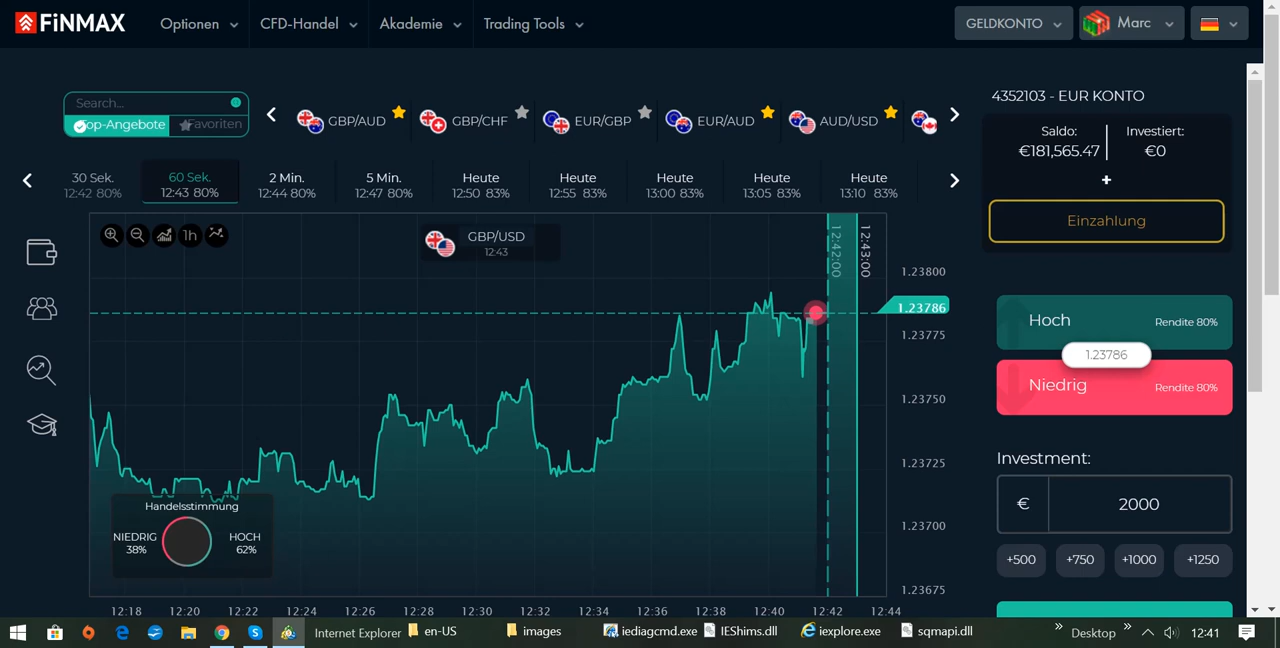 FiNMAX
Optionen
CFD-Handel
Akademie
Trading Tools
GELDKONTO
Marc
Search...
Top-Angebote
Favoriten
GBP/AUD
GBP/CHF
EUR/GBP
EUR/AUD
AUD/USD
30 Sek.
12:42 80%
60 Sek.
12:43 80%
2 Min.
12:44 80%
5 Min.
12:47 80%
Heute
12:50 83%
Heute
12:55 83%
Heute
13:00 83%
Heute
13:05 83%
Heute
13:10 83%
4352103 - EUR KONTO
Saldo:
€181,565.47
Investiert:
€0
+
Einzahlung
1h
GBP/USD
12:43
12:42:00
12:43:00
1.23800
1.23786
1.23775
1.23750
1.23725
1.23700
1.23675
Handelsstimmung
NIEDRIG
38%
HOCH
62%
12:18
12:20
12:22
12:24
12:26
12:28
12:30
12:32
12:34
12:36
12:38
12:40
12:42
12:44
Hoch
Rendite 80%
1.23786
Niedrig
Rendite 80%
Investment:
€
2000
+500
+750
+1000
+1250
Internet Explorer
en-US
images
iediagcmd.exe
IEShims.dll
iexplore.exe
sqmapi.dll
Desktop
12:41